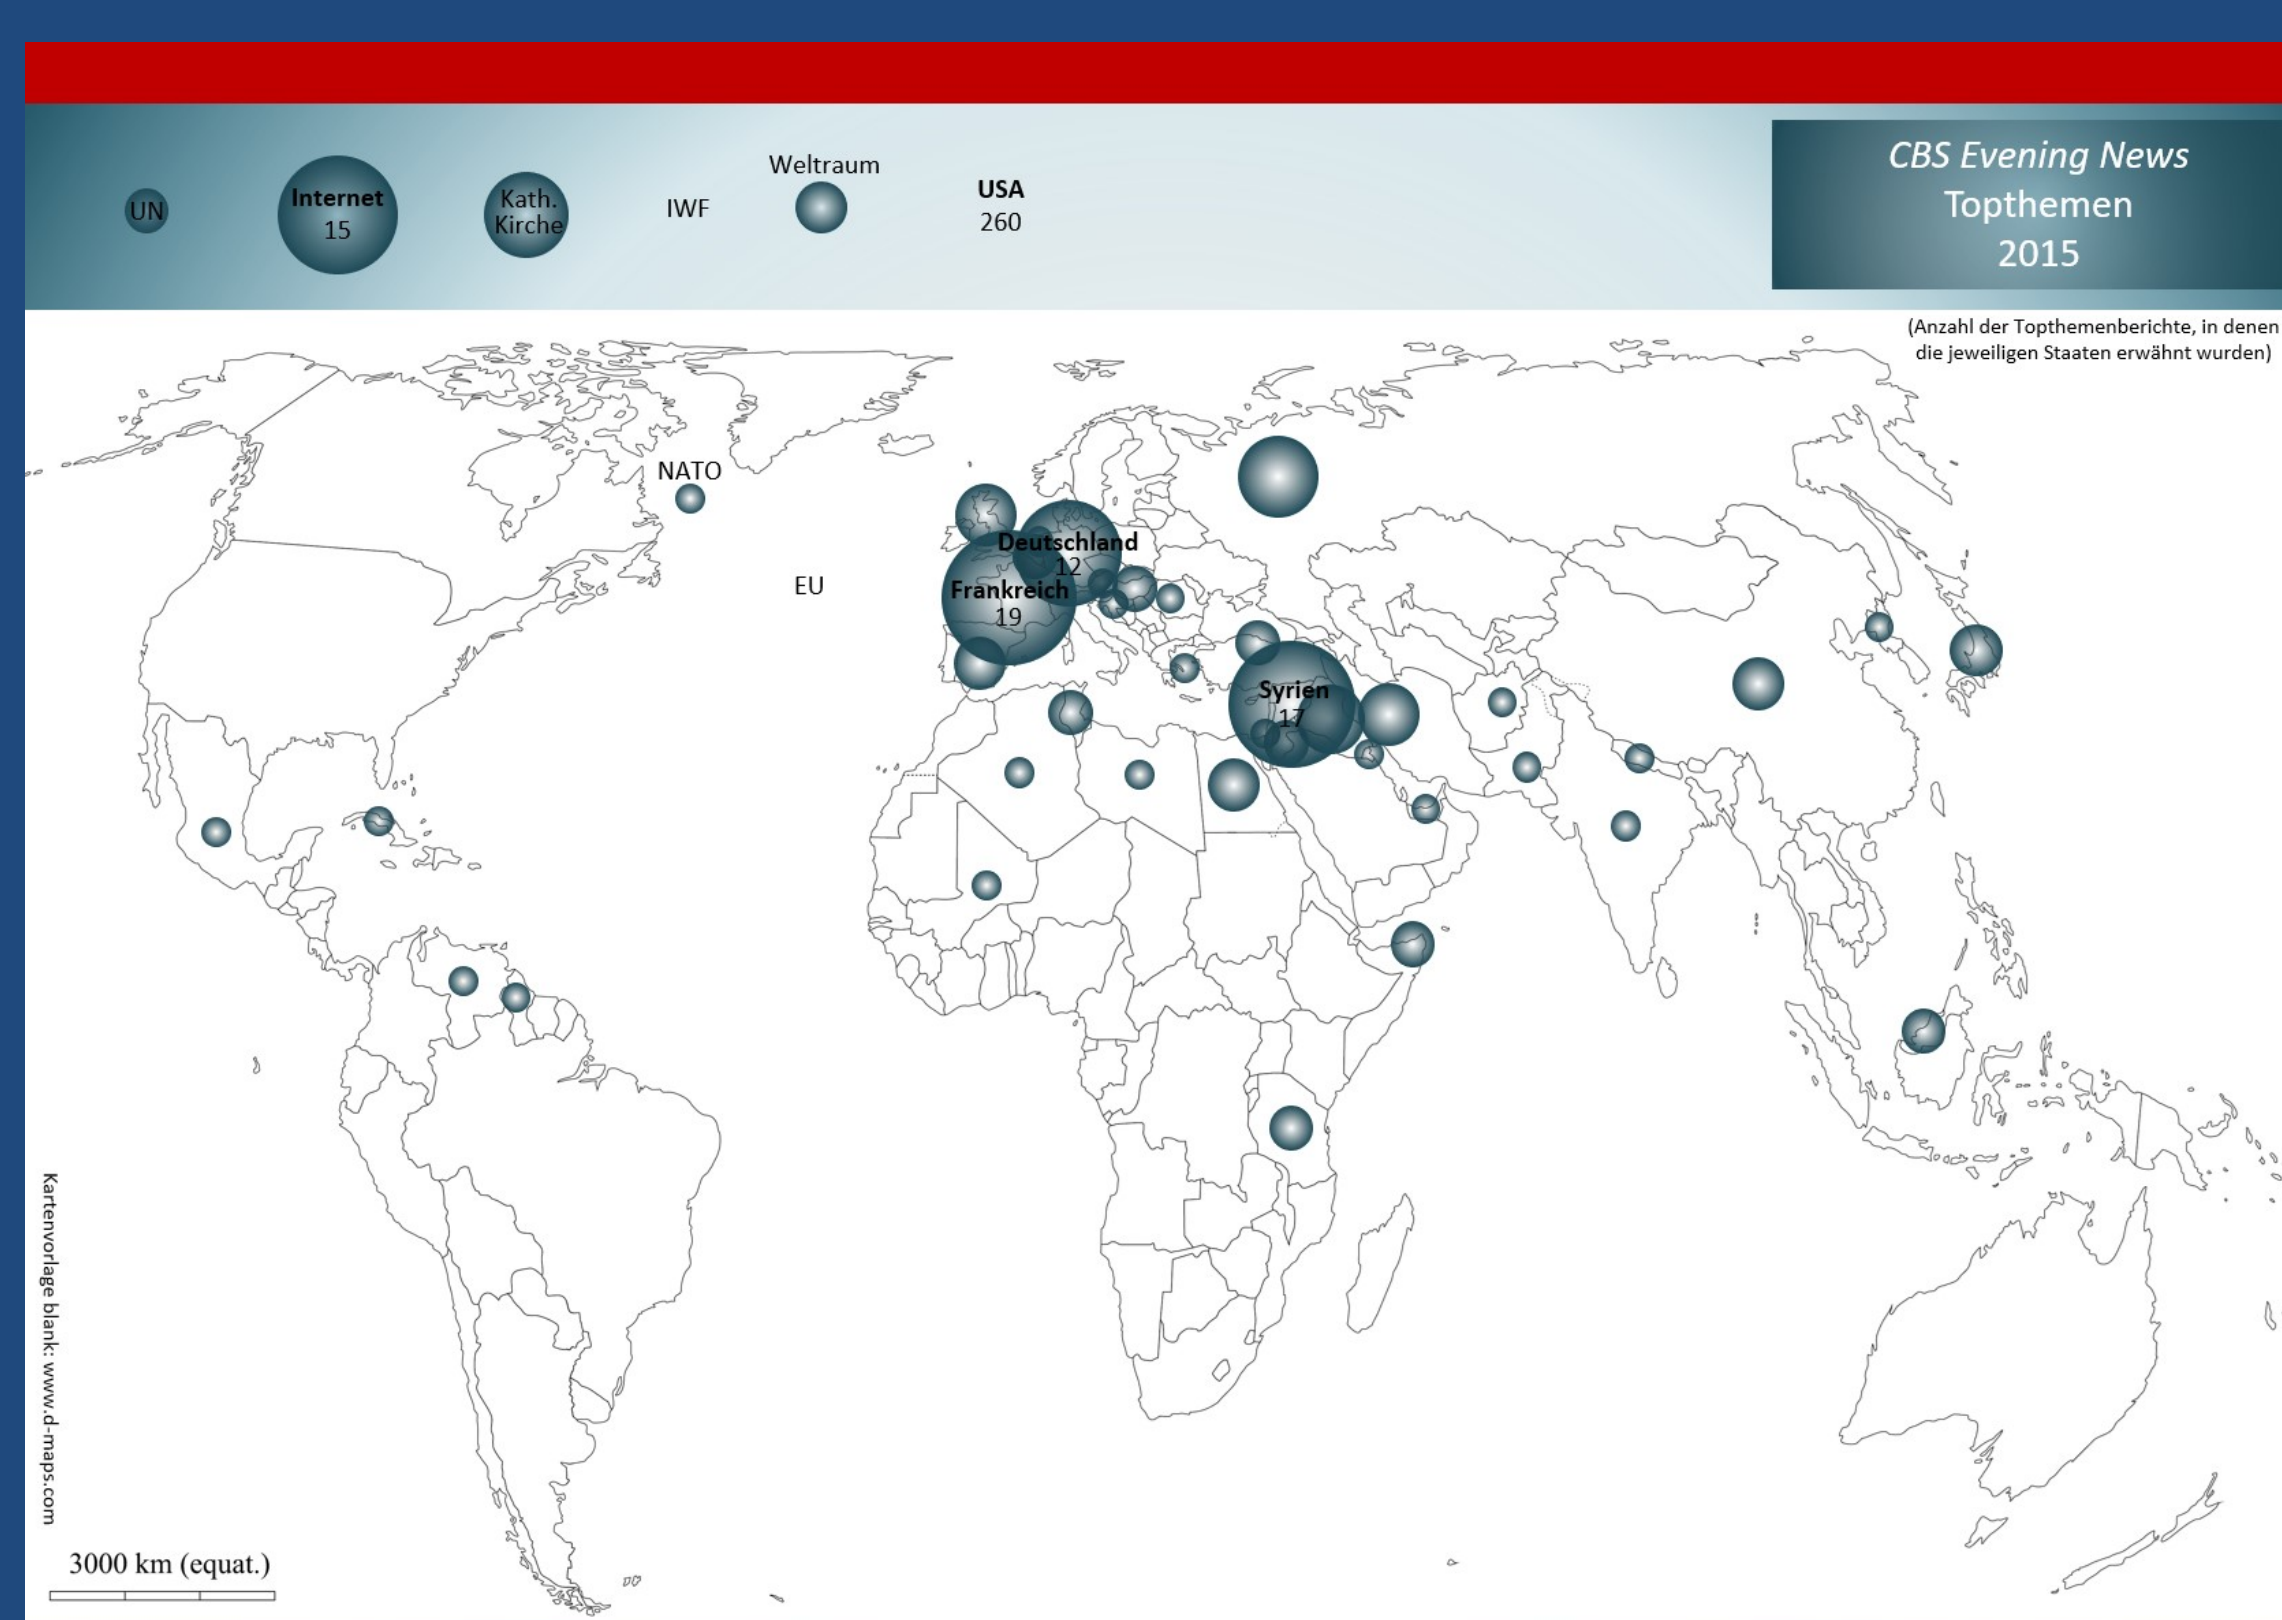 UN
Internet
15
Kath.
Kirche
IWF
Weltraum
USA
260
CBS Evening News
Topthemen
2015
(Anzahl der Topthemenberichte, in denen
die jeweiligen Staaten erwähnt wurden)
NATO
EU
Deutschland
12
Frankreich
19
Syrien
17
Kartenvorlage blank: www.d-maps.com
3000 km (equat.)